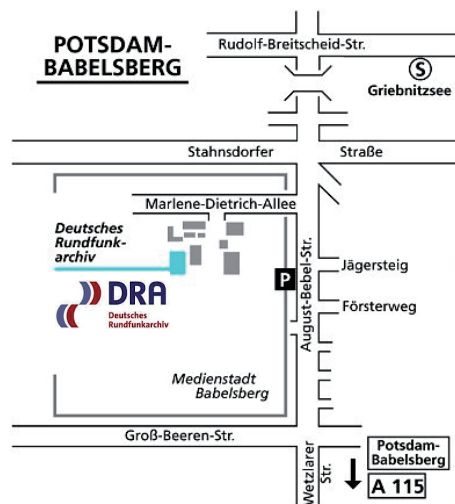 POTSDAM-
BABELSBERG
Rudolf-Breitscheid-Str.
S
Griebnitzsee
Stahnsdorfer Straße
Marlene-Dietrich-Allee
Deutsches
Rundfunk-
archiv
DRA
Deutsches
Rundfunkarchiv
P
August-Bebel-Str.
Jägersteig
Försterweg
Medienstadt
Babelsberg
Groß-Beeren-Str.
Wetzlarer
Str.
Potsdam-
Babelsberg
A 115